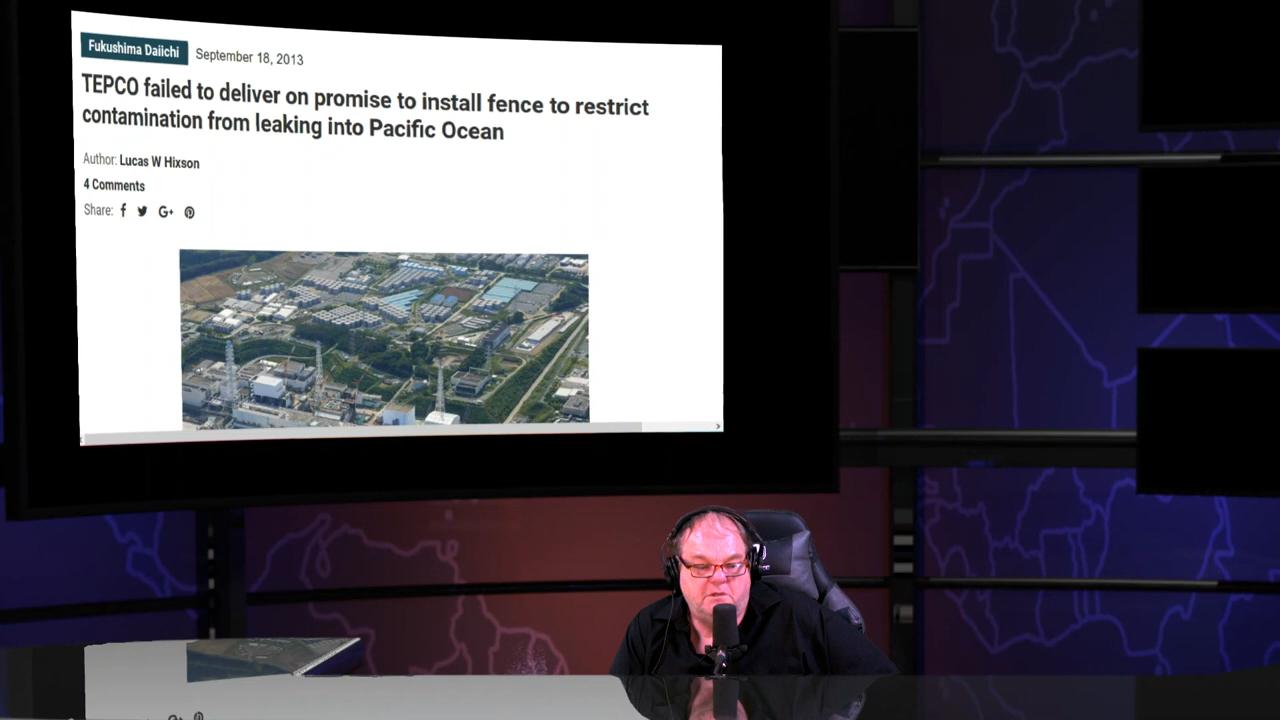 Fukushima Daiichi September 18, 2013
TEPCO failed to deliver on promise to install fence to restrict
contamination from leaking into Pacific Ocean
Author: Lucas W Hixson
4 Comments
Share: G+